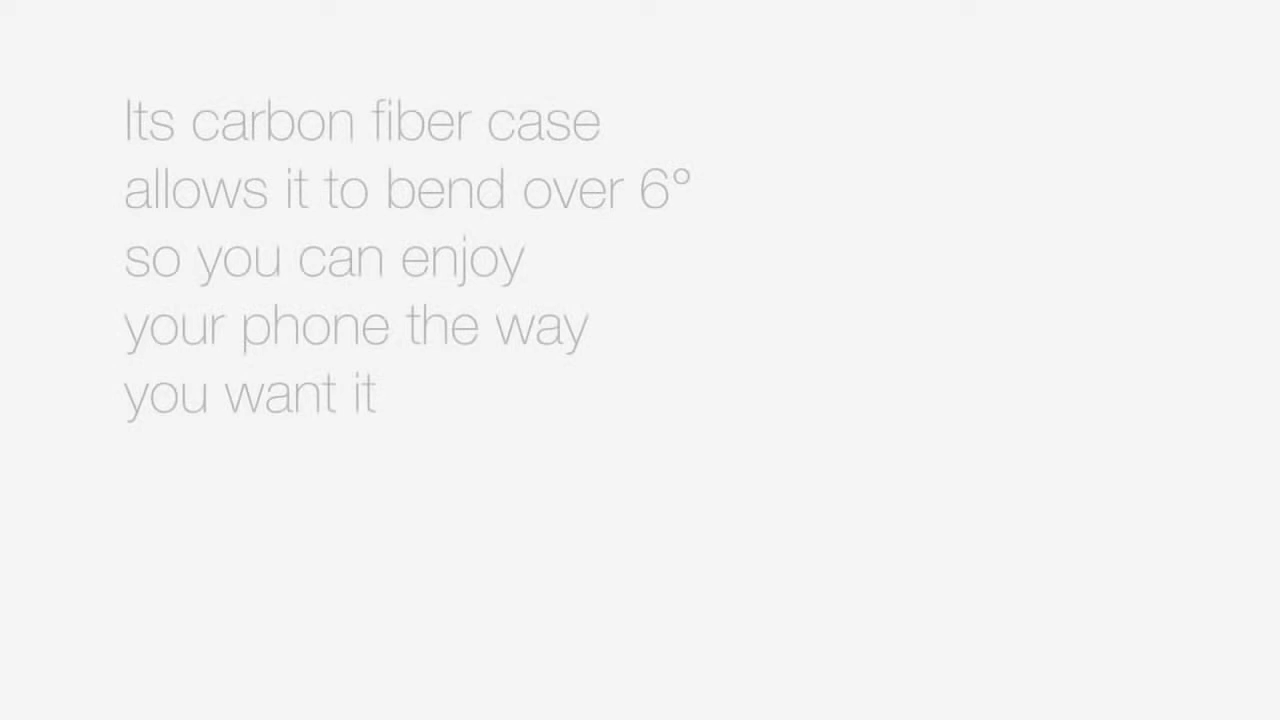 Its carbon fiber case
allows it to bend over 6°
so you can enjoy
your phone the way
you want it